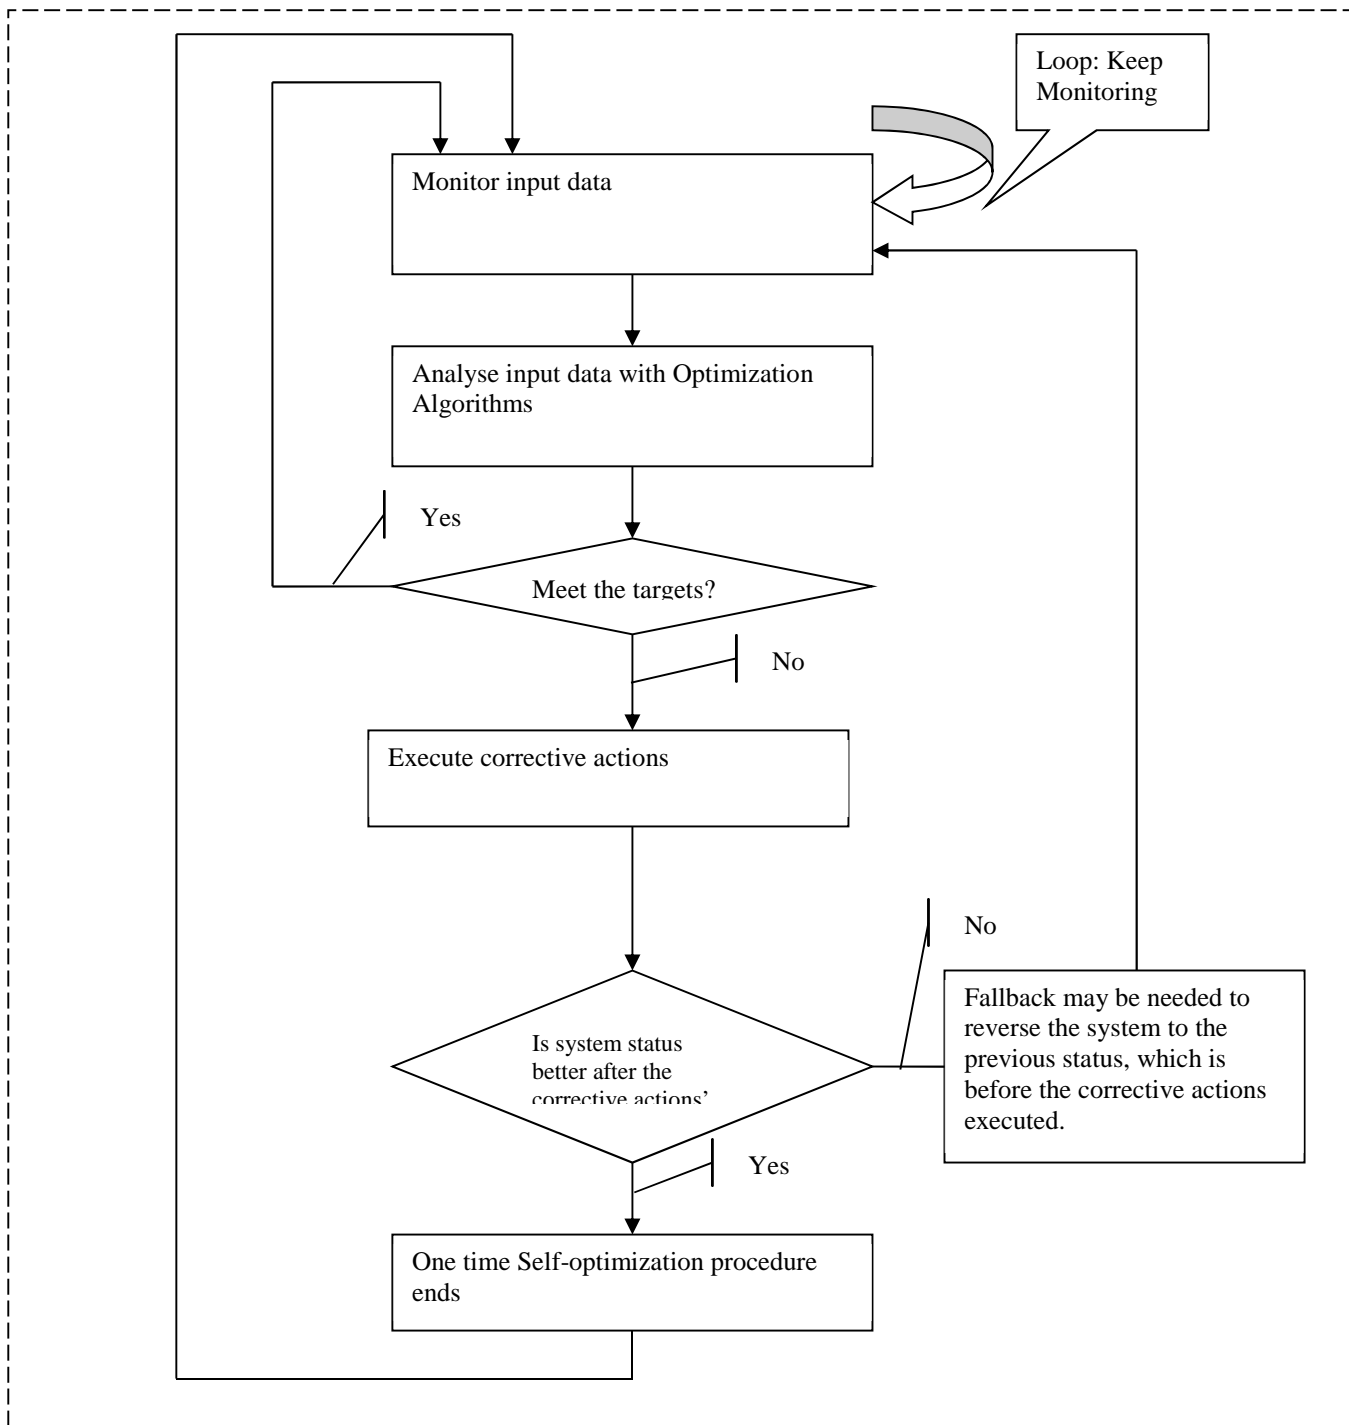 Loop: Keep
Monitoring
Monitor input data
Analyse input data with Optimization
Algorithms
Yes
Meet the targets?
No
Execute corrective actions
No
Fallback may be needed to
reverse the system to the
previous status, which is
before the corrective actions
executed.
Is system status
better after the
corrective actions’
Yes
One time Self-optimization procedure
ends